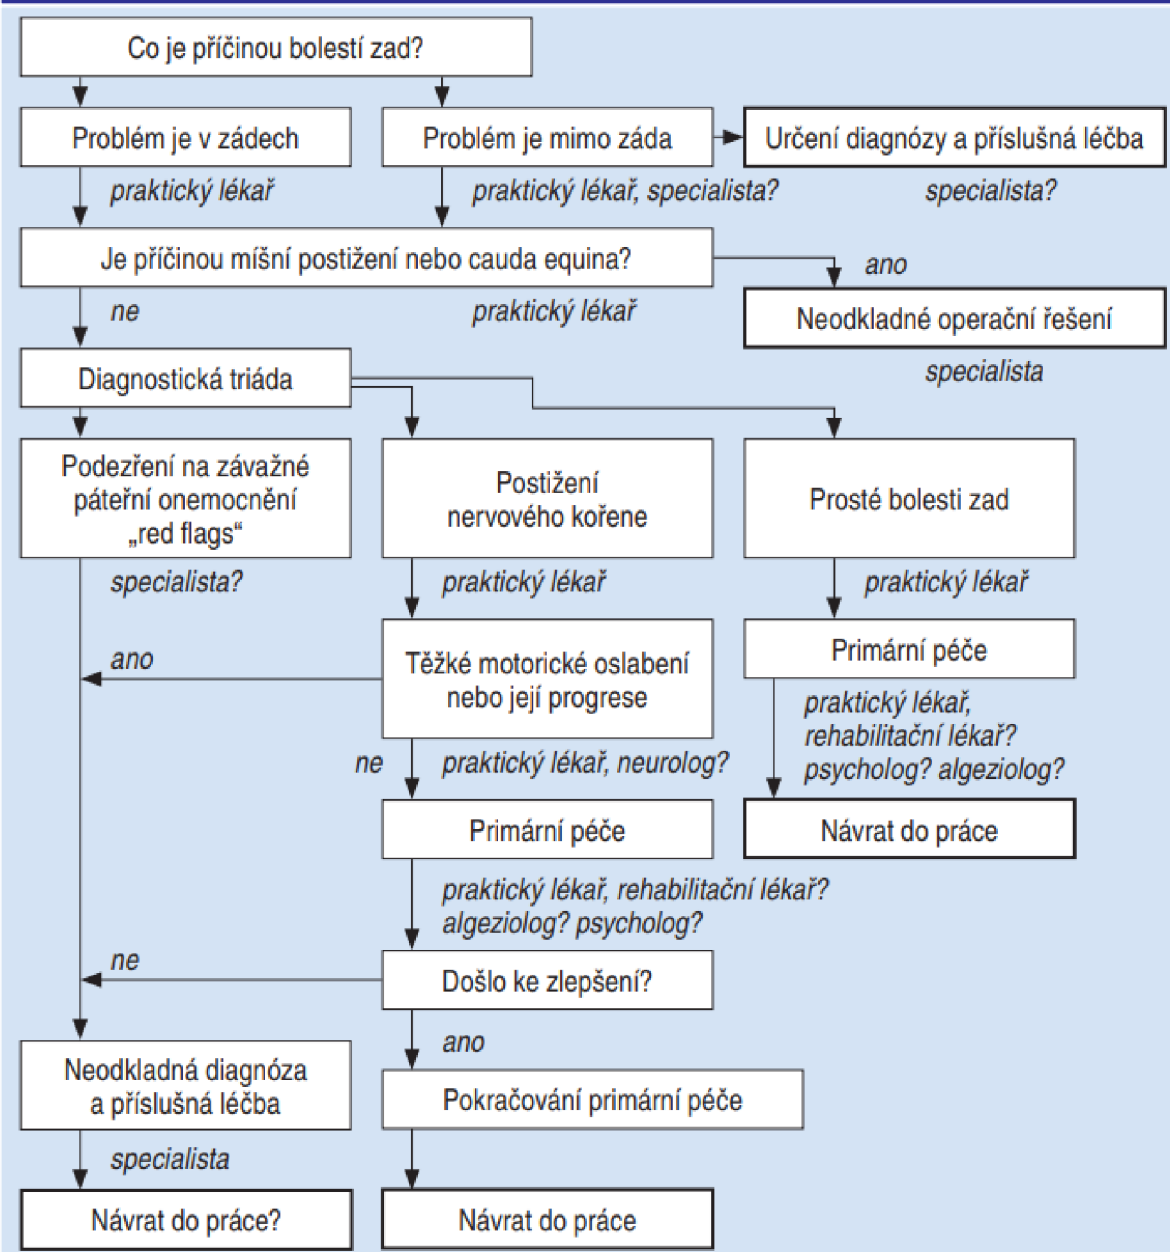 Co je příčinou bolestí zad?
Problém je v zádech
Problém je mimo záda
Určení diagnózy a příslušná léčba
praktický lékař
praktický lékař, specialista?
specialista?
Je příčinou míšní postižení nebo cauda equina?
ano
ne
praktický lékař
Neodkladné operační řešení
specialista
Diagnostická triáda
Podezření na závažné
páteřní onemocnění
„red flags“
Postižení
nervového kořene
Prosté bolesti zad
specialista?
praktický lékař
praktický lékař
ano
Těžké motorické oslabení
nebo její progrese
Primární péče
praktický lékař,
rehabilitační lékař?
psycholog? algeziolog?
ne
praktický lékař, neurolog?
Primární péče
Návrat do práce
praktický lékař, rehabilitační lékař?
algeziolog? psycholog?
ne
Došlo ke zlepšení?
ano
Neodkladná diagnóza
a příslušná léčba
Pokračování primární péče
specialista
Návrat do práce?
Návrat do práce